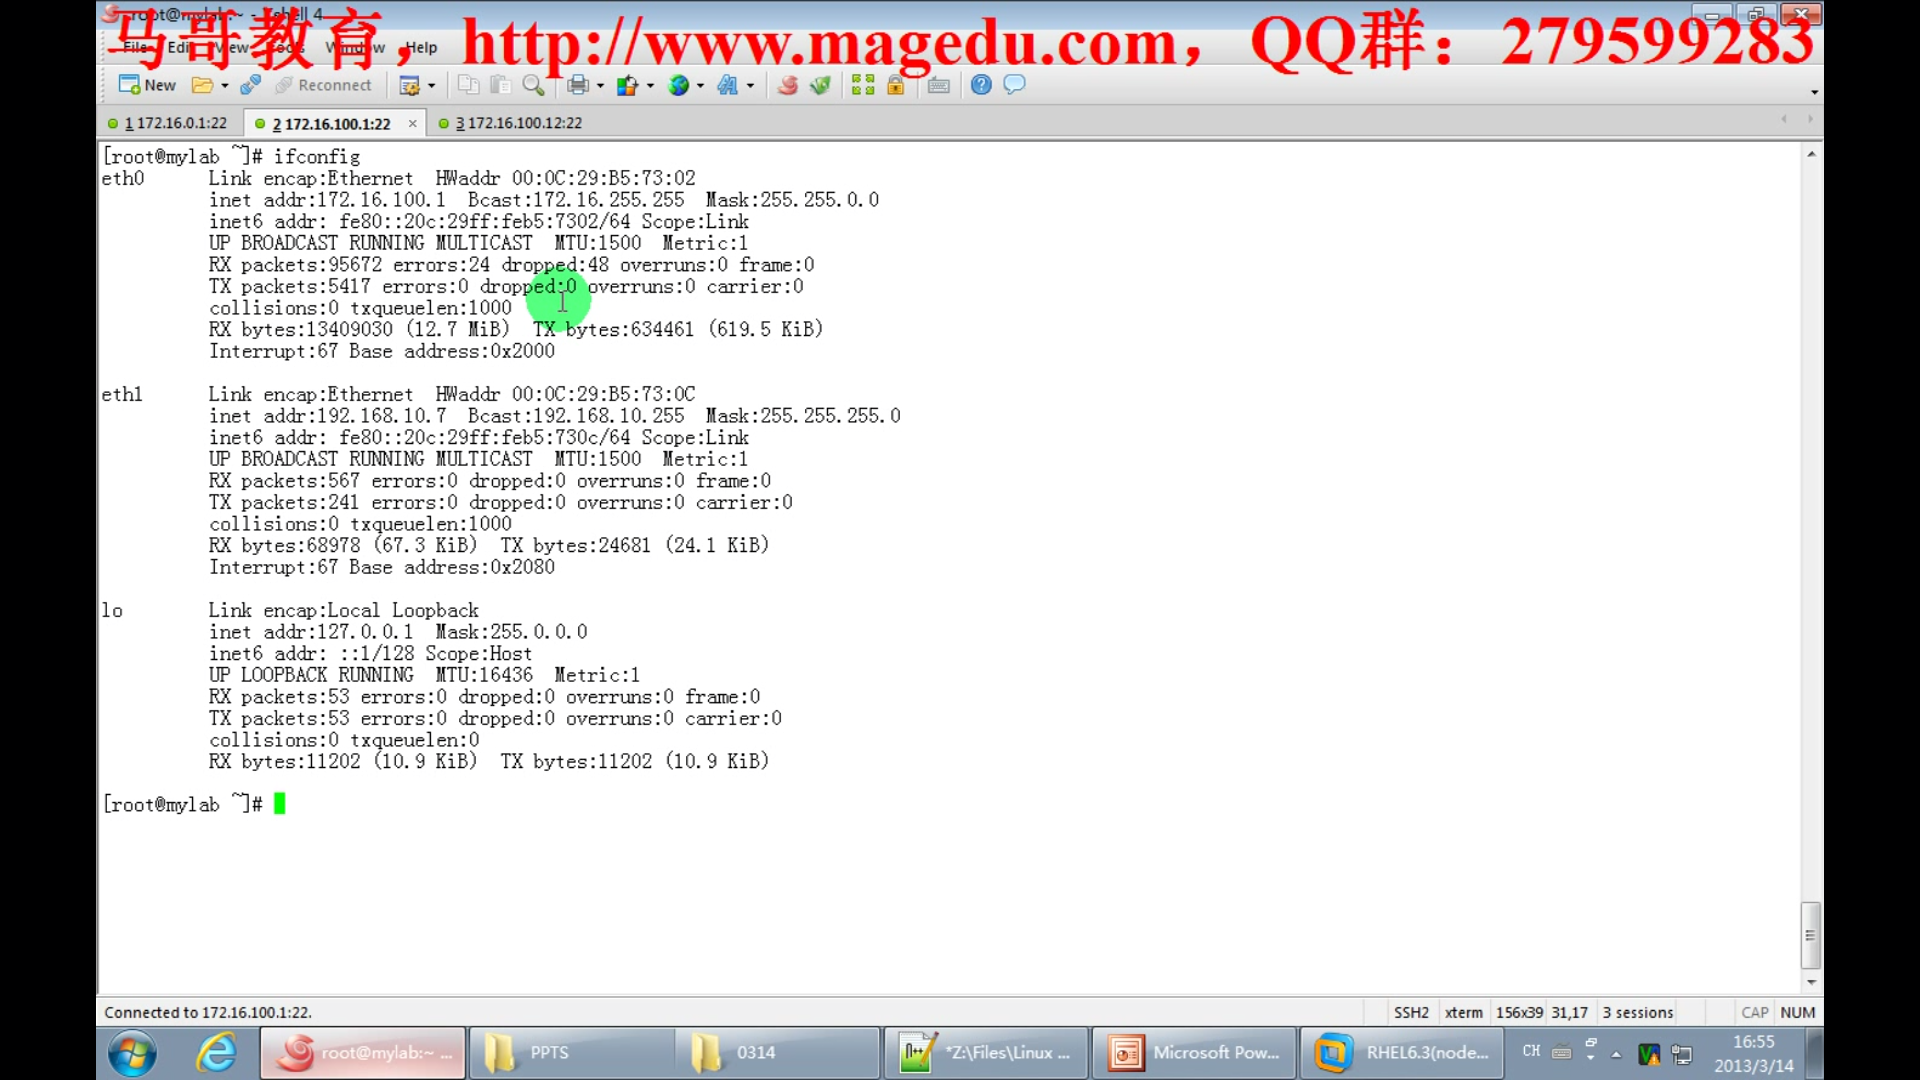 root@mylab:~ - Xshell 4
马哥教育，http://www.magedu.com，QQ群：279599283
File Edit View Tools Window Help
New Reconnect
1 172.16.0.1:22 2 172.16.100.1:22 3 172.16.100.12:22
[root@mylab ~]# ifconfig
eth0 Link encap:Ethernet HWaddr 00:0C:29:B5:73:02
inet addr:172.16.100.1 Bcast:172.16.255.255 Mask:255.255.0.0
inet6 addr: fe80::20c:29ff:feb5:7302/64 Scope:Link
UP BROADCAST RUNNING MULTICAST MTU:1500 Metric:1
RX packets:95672 errors:24 dropped:48 overruns:0 frame:0
TX packets:5417 errors:0 dropped:0 overruns:0 carrier:0
collisions:0 txqueuelen:1000
RX bytes:13409030 (12.7 MiB) TX bytes:634461 (619.5 KiB)
Interrupt:67 Base address:0x2000
eth1 Link encap:Ethernet HWaddr 00:0C:29:B5:73:0C
inet addr:192.168.10.7 Bcast:192.168.10.255 Mask:255.255.255.0
inet6 addr: fe80::20c:29ff:feb5:730c/64 Scope:Link
UP BROADCAST RUNNING MULTICAST MTU:1500 Metric:1
RX packets:567 errors:0 dropped:0 overruns:0 frame:0
TX packets:241 errors:0 dropped:0 overruns:0 carrier:0
collisions:0 txqueuelen:1000
RX bytes:68978 (67.3 KiB) TX bytes:24681 (24.1 KiB)
Interrupt:67 Base address:0x2080
lo Link encap:Local Loopback
inet addr:127.0.0.1 Mask:255.0.0.0
inet6 addr: ::1/128 Scope:Host
UP LOOPBACK RUNNING MTU:16436 Metric:1
RX packets:53 errors:0 dropped:0 overruns:0 frame:0
TX packets:53 errors:0 dropped:0 overruns:0 carrier:0
collisions:0 txqueuelen:0
RX bytes:11202 (10.9 KiB) TX bytes:11202 (10.9 KiB)
[root@mylab ~]#
Connected to 172.16.100.1:22. SSH2 xterm 156x39 31,17 3 sessions CAP NUM
root@mylab:~ ... PPTS 0314 *Z:\Files\Linux ... Microsoft Pow... RHEL6.3(node... CH 16:55
2013/3/14